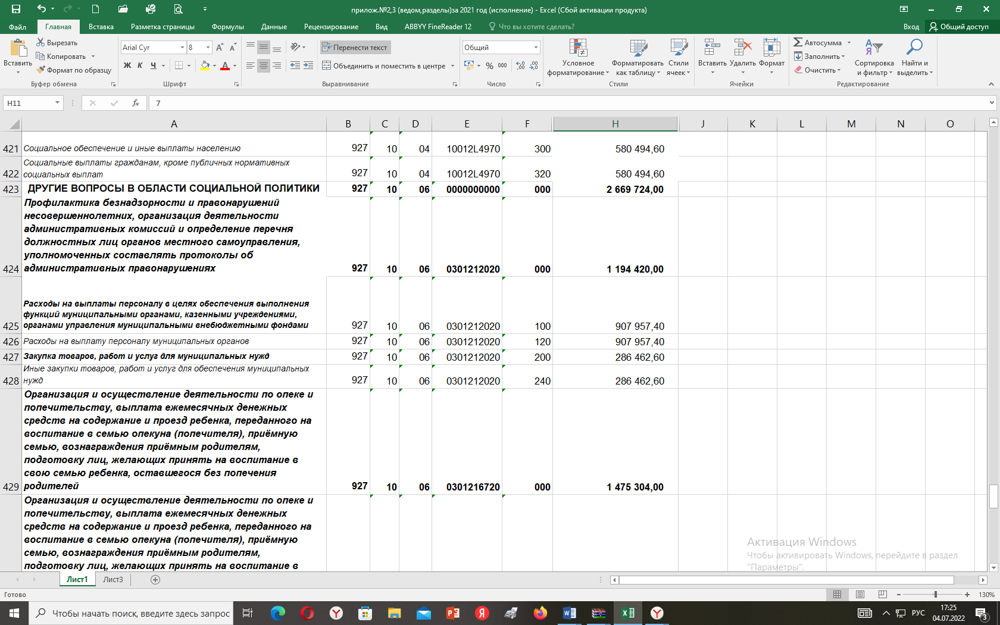 прилож.№2,3 (ведом,разделы)за 2021 год (исполнение) - Excel (Сбой активации продукта)
Файл Главная Вставка Разметка страницы Формулы Данные Рецензирование Вид ABBYY FineReader 12 Что вы хотите сделать? Вход Общий доступ
Вставить
Вырезать
Копировать
Формат по образцу
Буфер обмена
Arial Cyr 8
Ж К Ч
Шрифт
Перенести текст
Объединить и поместить в центре
Выравнивание
Общий
% 000
Число
Условное форматирование
Форматировать как таблицу
Стили ячеек
Стили
Вставить Удалить Формат
Ячейки
Автосумма
Заполнить
Очистить
Сортировка и фильтр
Найти и выделить
Редактирование
H11 fx 7
A B C D E F H J K L M N O
421 Социальное обеспечение и иные выплаты населению 927 10 04 10012L4970 300 580 494,60
Социальные выплаты гражданам, кроме публичных нормативных
422 социальных выплат 927 10 04 10012L4970 320 580 494,60
423 ДРУГИЕ ВОПРОСЫ В ОБЛАСТИ СОЦИАЛЬНОЙ ПОЛИТИКИ 927 10 06 0000000000 000 2 669 724,00
Профилактика безнадзорности и правонарушений
несовершеннолетних, организация деятельности
административных комиссий и определение перечня
должностных лиц органов местного самоуправления,
уполномоченных составлять протоколы об
424 административных правонарушениях 927 10 06 0301212020 000 1 194 420,00
Расходы на выплаты персоналу в целях обеспечения выполнения
функций муниципальными органами, казенными учреждениями,
425 органами управления муниципальными внебюджетными фондами 927 10 06 0301212020 100 907 957,40
426 Расходы на выплату персоналу муниципальных органов 927 10 06 0301212020 120 907 957,40
427 Закупка товаров, работ и услуг для муниципальных нужд 927 10 06 0301212020 200 286 462,60
Иные закупки товаров, работ и услуг для обеспечения муниципальных
428 нужд 927 10 06 0301212020 240 286 462,60
Организация и осуществление деятельности по опеке и
попечительству, выплата ежемесячных денежных
средств на содержание и проезд ребенка, переданного на
воспитание в семью опекуна (попечителя), приёмную
семью, вознаграждения приёмным родителям,
подготовку лиц, желающих принять на воспитание в
свою семью ребенка, оставшегося без попечения
429 родителей 927 10 06 0301216720 000 1 475 304,00
Организация и осуществление деятельности по опеке и
попечительству, выплата ежемесячных денежных
средств на содержание и проезд ребенка, переданного на
воспитание в семью опекуна (попечителя), приёмную
семью, вознаграждения приёмным родителям,
подготовку лиц, желающих принять на воспитание в
Активация Windows
Чтобы активировать Windows, перейдите в раздел
"Параметры".
Лист1 Лист3
Готово 130%
Чтобы начать поиск, введите здесь запрос
РУС
17:25
04.07.2022
3